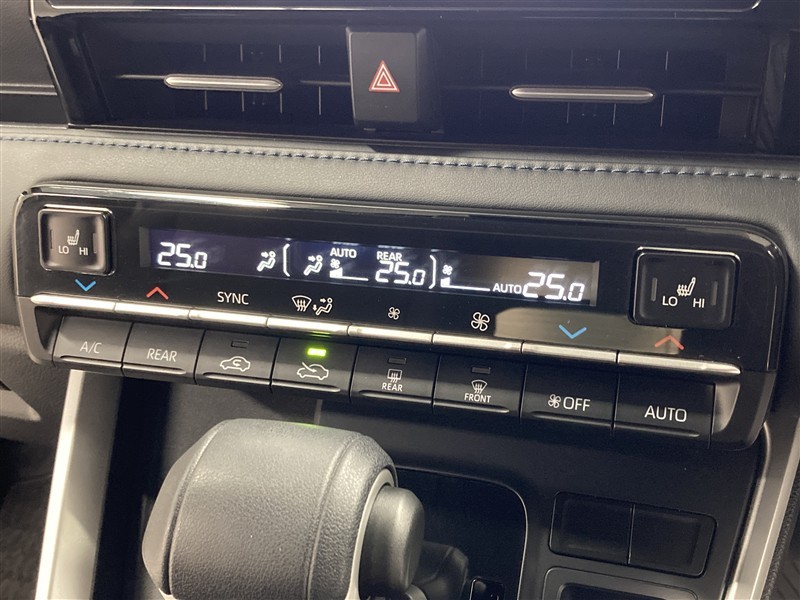 LO HI
25.0 AUTO REAR 25.0 AUTO 25.0
LO HI
SYNC
A/C REAR REAR FRONT OFF AUTO